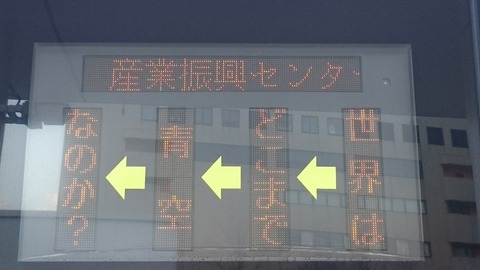 産業振興センタ
世界は
どこまで
青空
なのか?